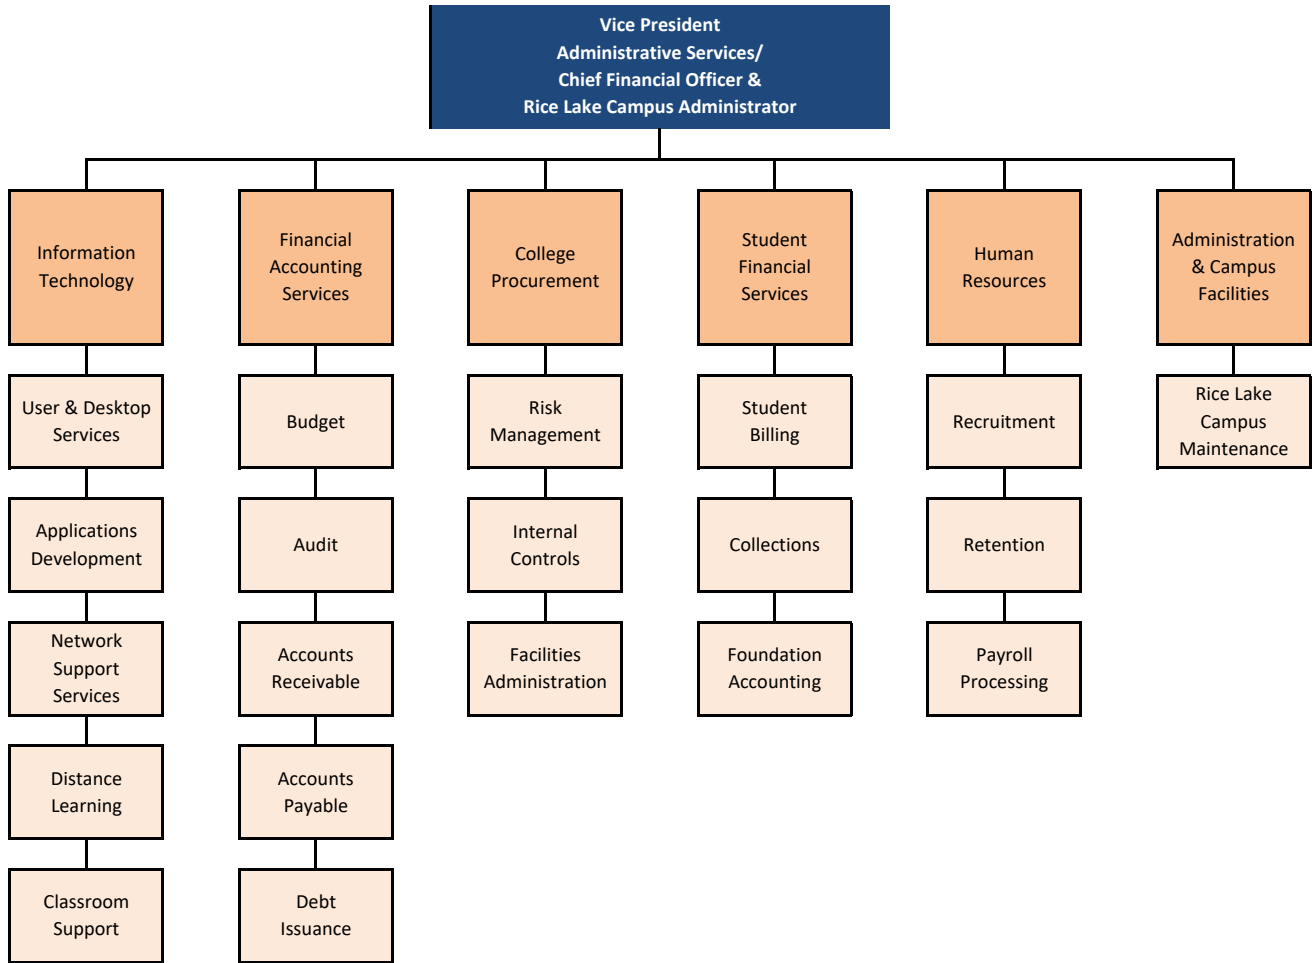 Vice President
Administrative Services/
Chief Financial Officer &
Rice Lake Campus Administrator
Information
Technology
Financial
Accounting
Services
College
Procurement
Student
Financial
Services
Human
Resources
Administration
& Campus
Facilities
User & Desktop
Services
Budget
Risk
Management
Student
Billing
Recruitment
Rice Lake
Campus
Maintenance
Applications
Development
Audit
Internal
Controls
Collections
Retention
Network
Support
Services
Accounts
Receivable
Facilities
Administration
Foundation
Accounting
Payroll
Processing
Distance
Learning
Accounts
Payable
Classroom
Support
Debt
Issuance